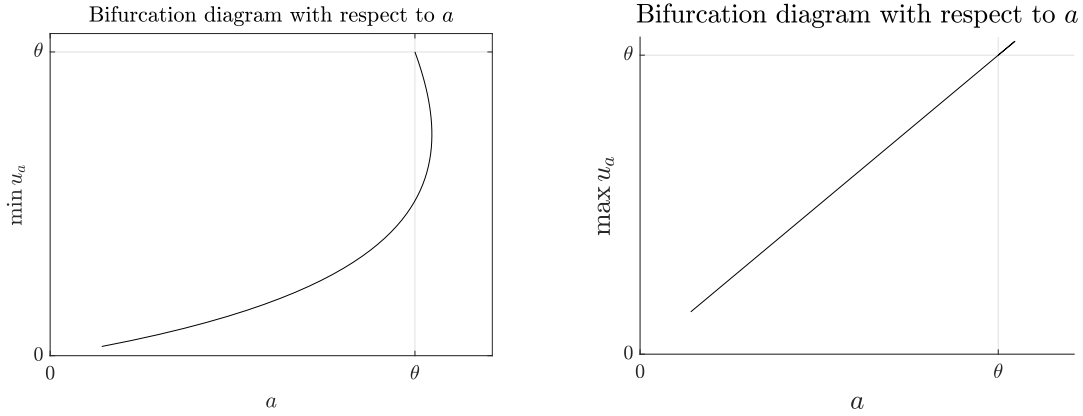 Bifurcation diagram with respect to a
θ
min u_a
0
0
θ
a
Bifurcation diagram with respect to a
θ
max u_a
0
0
θ
a